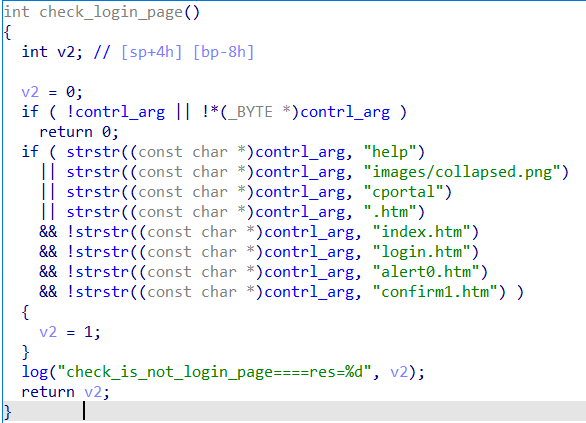 int check_login_page()
{
  int v2; // [sp+4h] [bp-8h]

  v2 = 0;
  if ( !contrl_arg || !*(_BYTE *)contrl_arg )
    return 0;
  if ( strstr((const char *)contrl_arg, "help")
    || strstr((const char *)contrl_arg, "images/collapsed.png")
    || strstr((const char *)contrl_arg, "cportal")
    || strstr((const char *)contrl_arg, ".htm")
    && !strstr((const char *)contrl_arg, "index.htm")
    && !strstr((const char *)contrl_arg, "login.htm")
    && !strstr((const char *)contrl_arg, "alert0.htm")
    && !strstr((const char *)contrl_arg, "confirm1.htm") )
  {
    v2 = 1;
  }
  log("check_is_not_login_page====res=%d", v2);
  return v2;
}